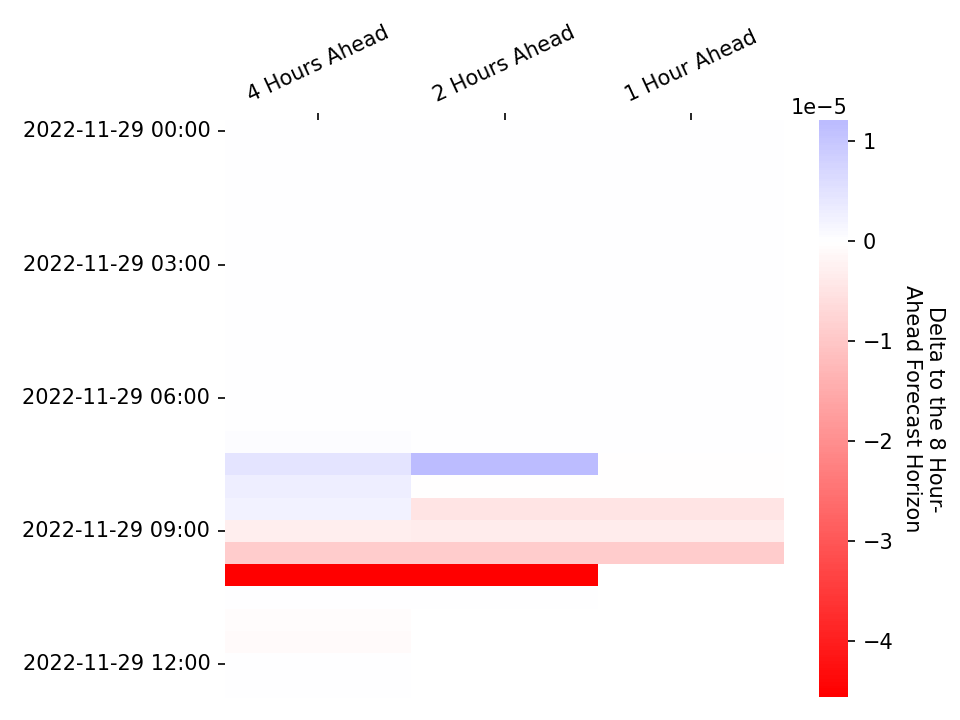 4 Hours Ahead
2 Hours Ahead
1 Hour Ahead
1e−5
2022-11-29 00:00
2022-11-29 03:00
2022-11-29 06:00
2022-11-29 09:00
2022-11-29 12:00
1
0
−1
−2
−3
−4
Delta to the 8 Hour-
Ahead Forecast Horizon